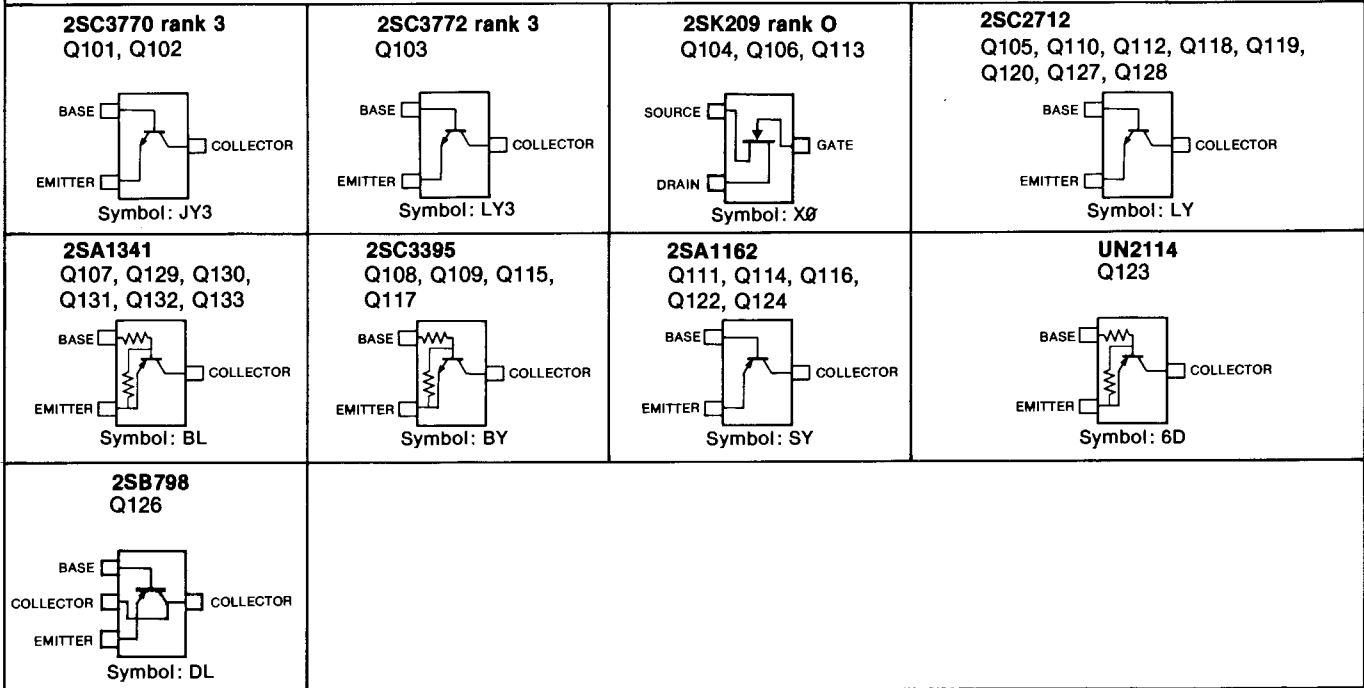 2SC3770 rank 3
Q101, Q102
BASE
COLLECTOR
EMITTER
Symbol: JY3
2SC3772 rank 3
Q103
BASE
COLLECTOR
EMITTER
Symbol: LY3
2SK209 rank O
Q104, Q106, Q113
SOURCE
GATE
DRAIN
Symbol: XØ
2SC2712
Q105, Q110, Q112, Q118, Q119,
Q120, Q127, Q128
BASE
COLLECTOR
EMITTER
Symbol: LY
2SA1341
Q107, Q129, Q130,
Q131, Q132, Q133
BASE
COLLECTOR
EMITTER
Symbol: BL
2SC3395
Q108, Q109, Q115,
Q117
BASE
COLLECTOR
EMITTER
Symbol: BY
2SA1162
Q111, Q114, Q116,
Q122, Q124
BASE
COLLECTOR
EMITTER
Symbol: SY
UN2114
Q123
BASE
COLLECTOR
EMITTER
Symbol: 6D
2SB798
Q126
BASE
COLLECTOR
COLLECTOR
EMITTER
Symbol: DL